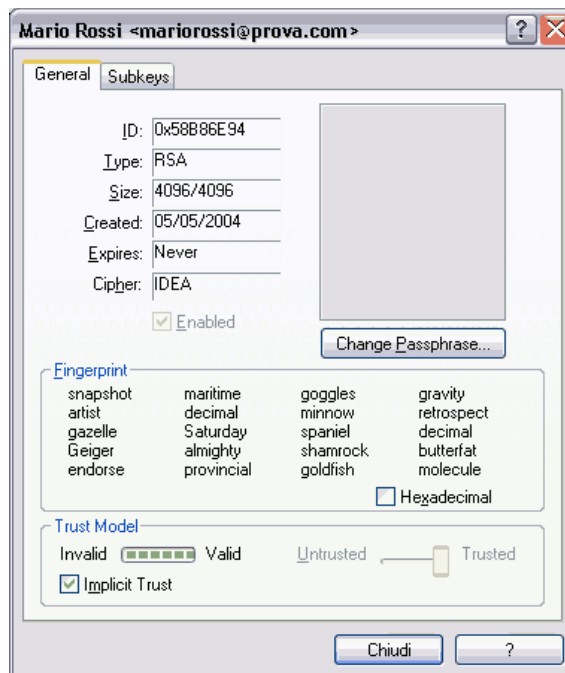 Mario Rossi <mariorossi@prova.com> ?
General Subkeys
ID: 0x58B86E94
Type: RSA
Size: 4096/4096
Created: 05/05/2004
Expires: Never
Cipher: IDEA
Enabled
Change Passphrase...
Fingerprint
snapshot maritime goggles gravity
artist decimal minnow retrospect
gazelle Saturday spaniel decimal
Geiger almighty shamrock butterfat
endorse provincial goldfish molecule
Hexadecimal
Trust Model
Invalid Valid Untrusted Trusted
Implicit Trust
Chiudi ?